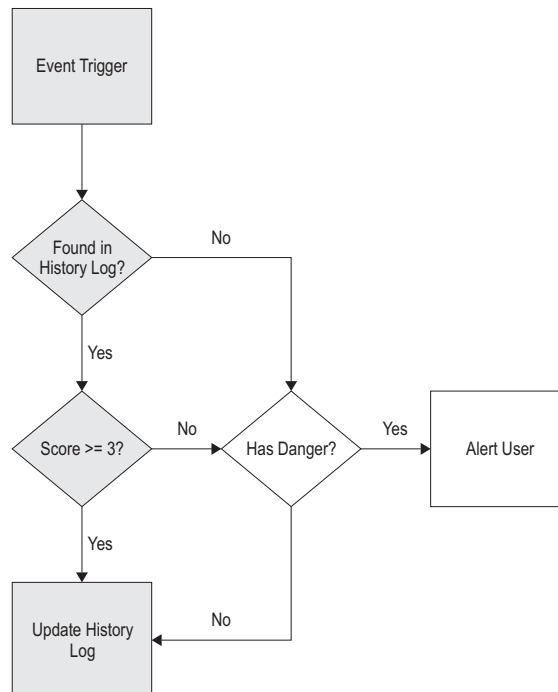 Event Trigger
Found in
History Log?
No
Yes
Score >= 3?
No
Has Danger?
Yes
Alert User
Yes
Update History
Log
No